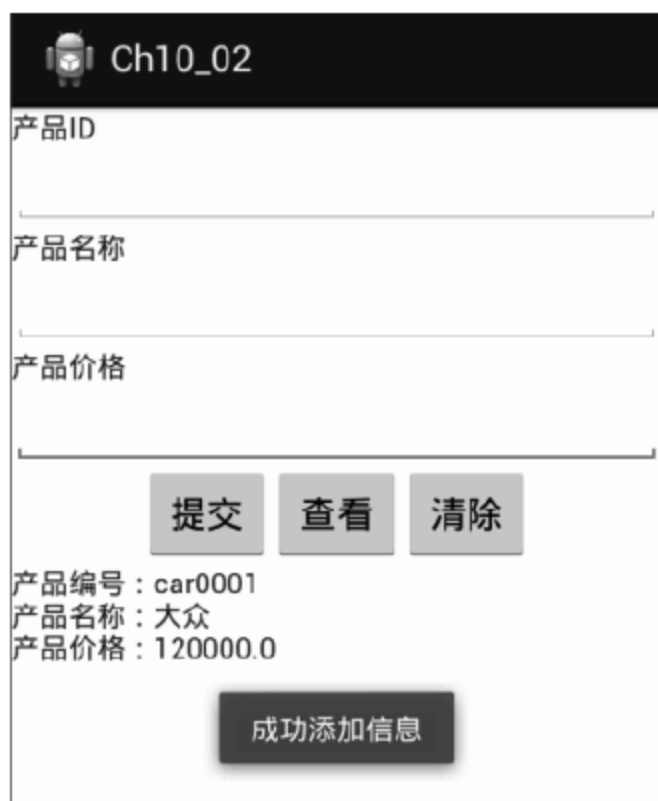 Ch10_02
产品ID
产品名称
产品价格
提交 查看 清除
产品编号：car0001
产品名称：大众
产品价格：120000.0
成功添加信息